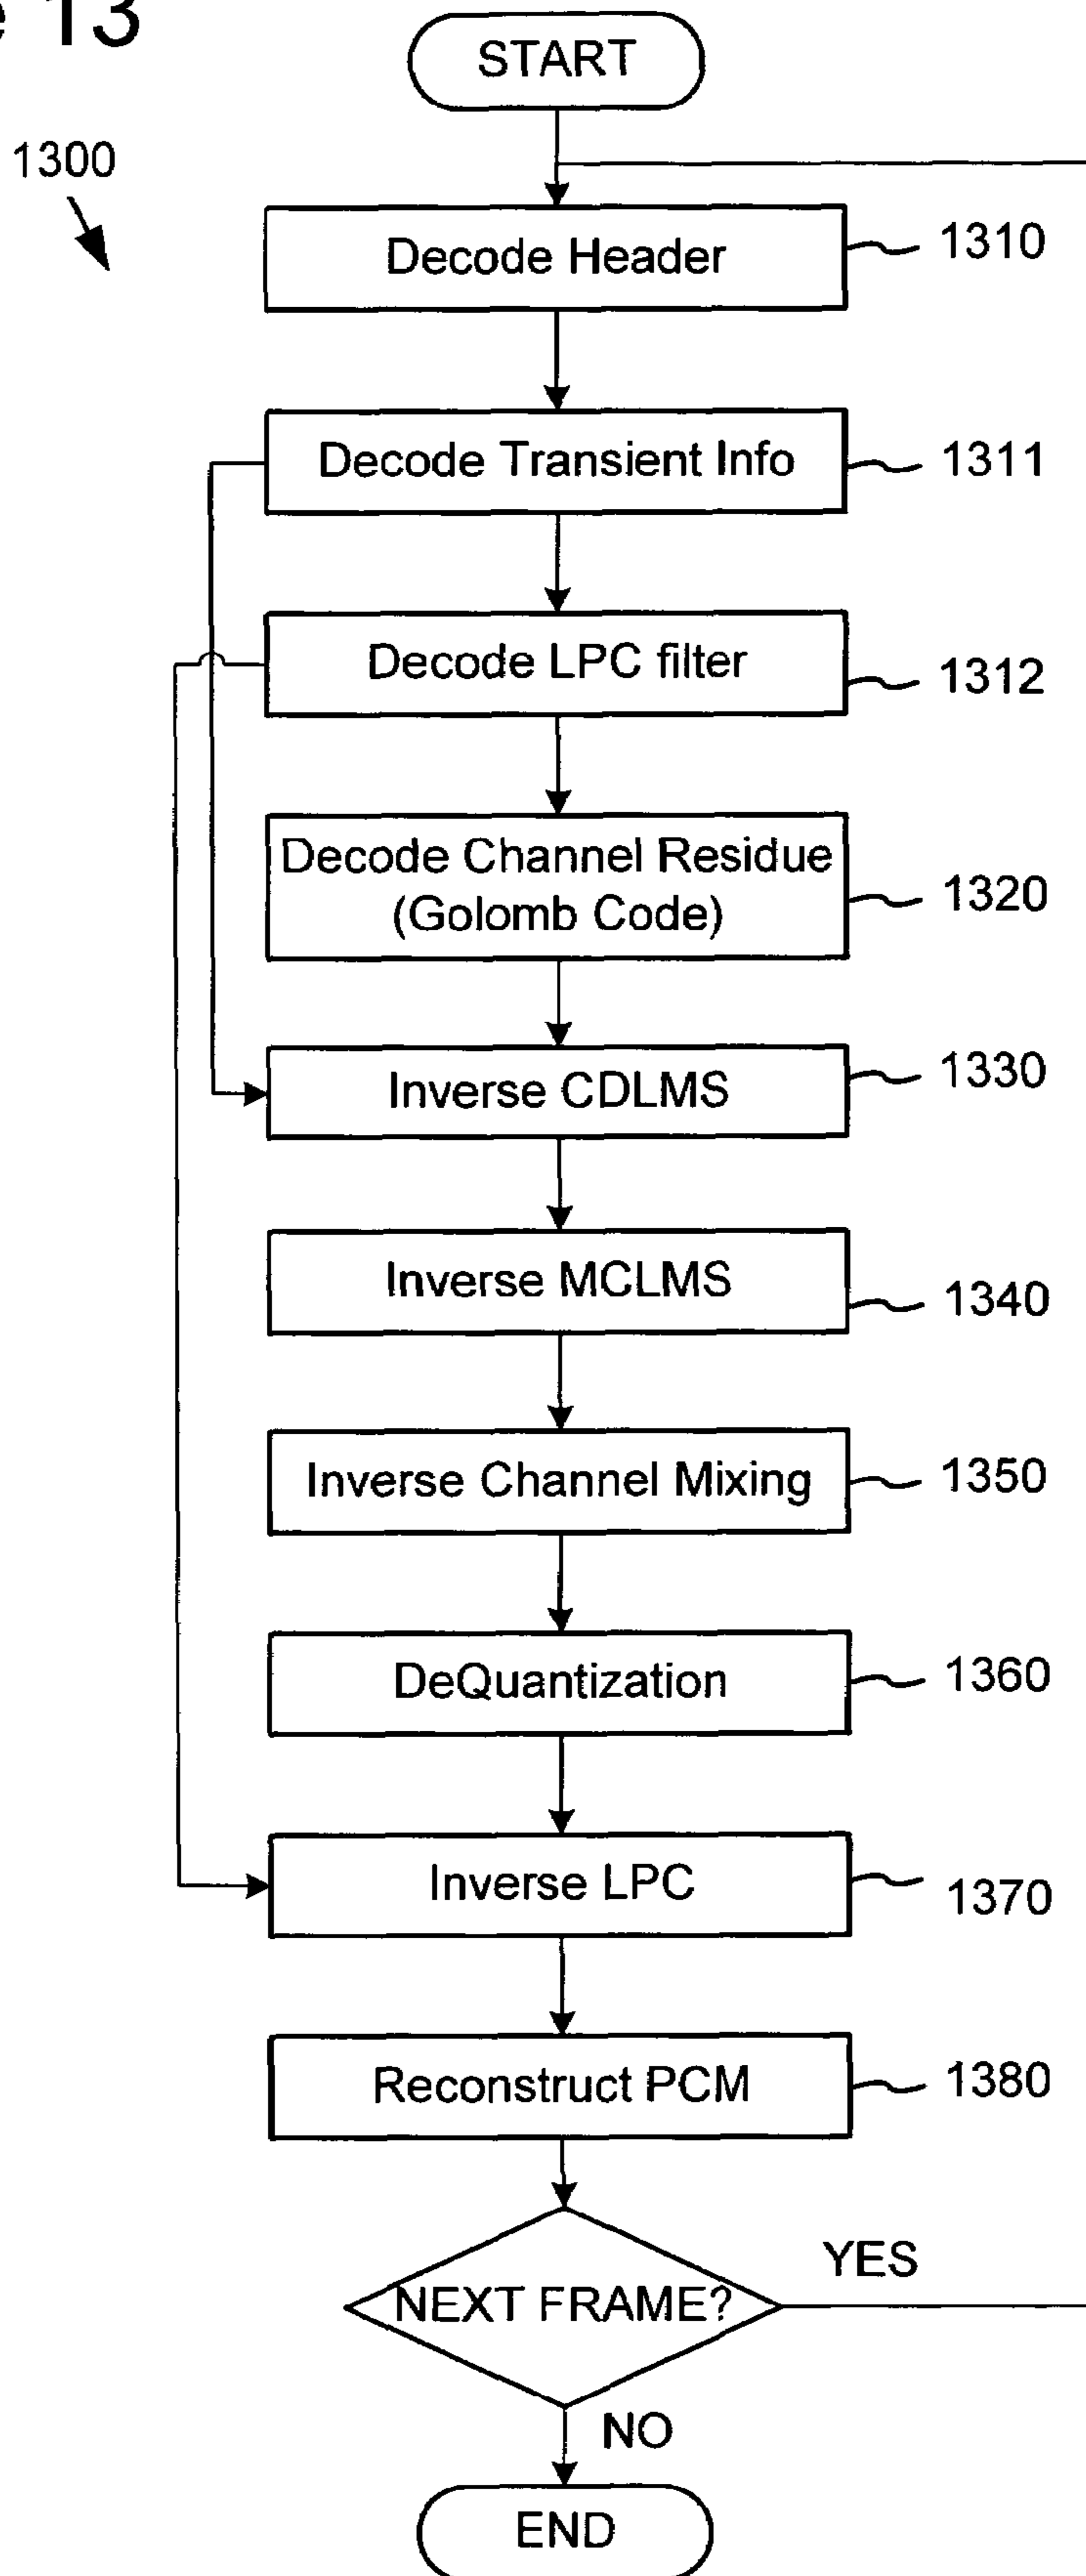 13
START
1300
Decode Header
1310
Decode Transient Info
1311
Decode LPC filter
1312
Decode Channel Residue
(Golomb Code)
1320
Inverse CDLMS
1330
Inverse MCLMS
1340
Inverse Channel Mixing
1350
DeQuantization
1360
Inverse LPC
1370
Reconstruct PCM
1380
NEXT FRAME?
YES
NO
END